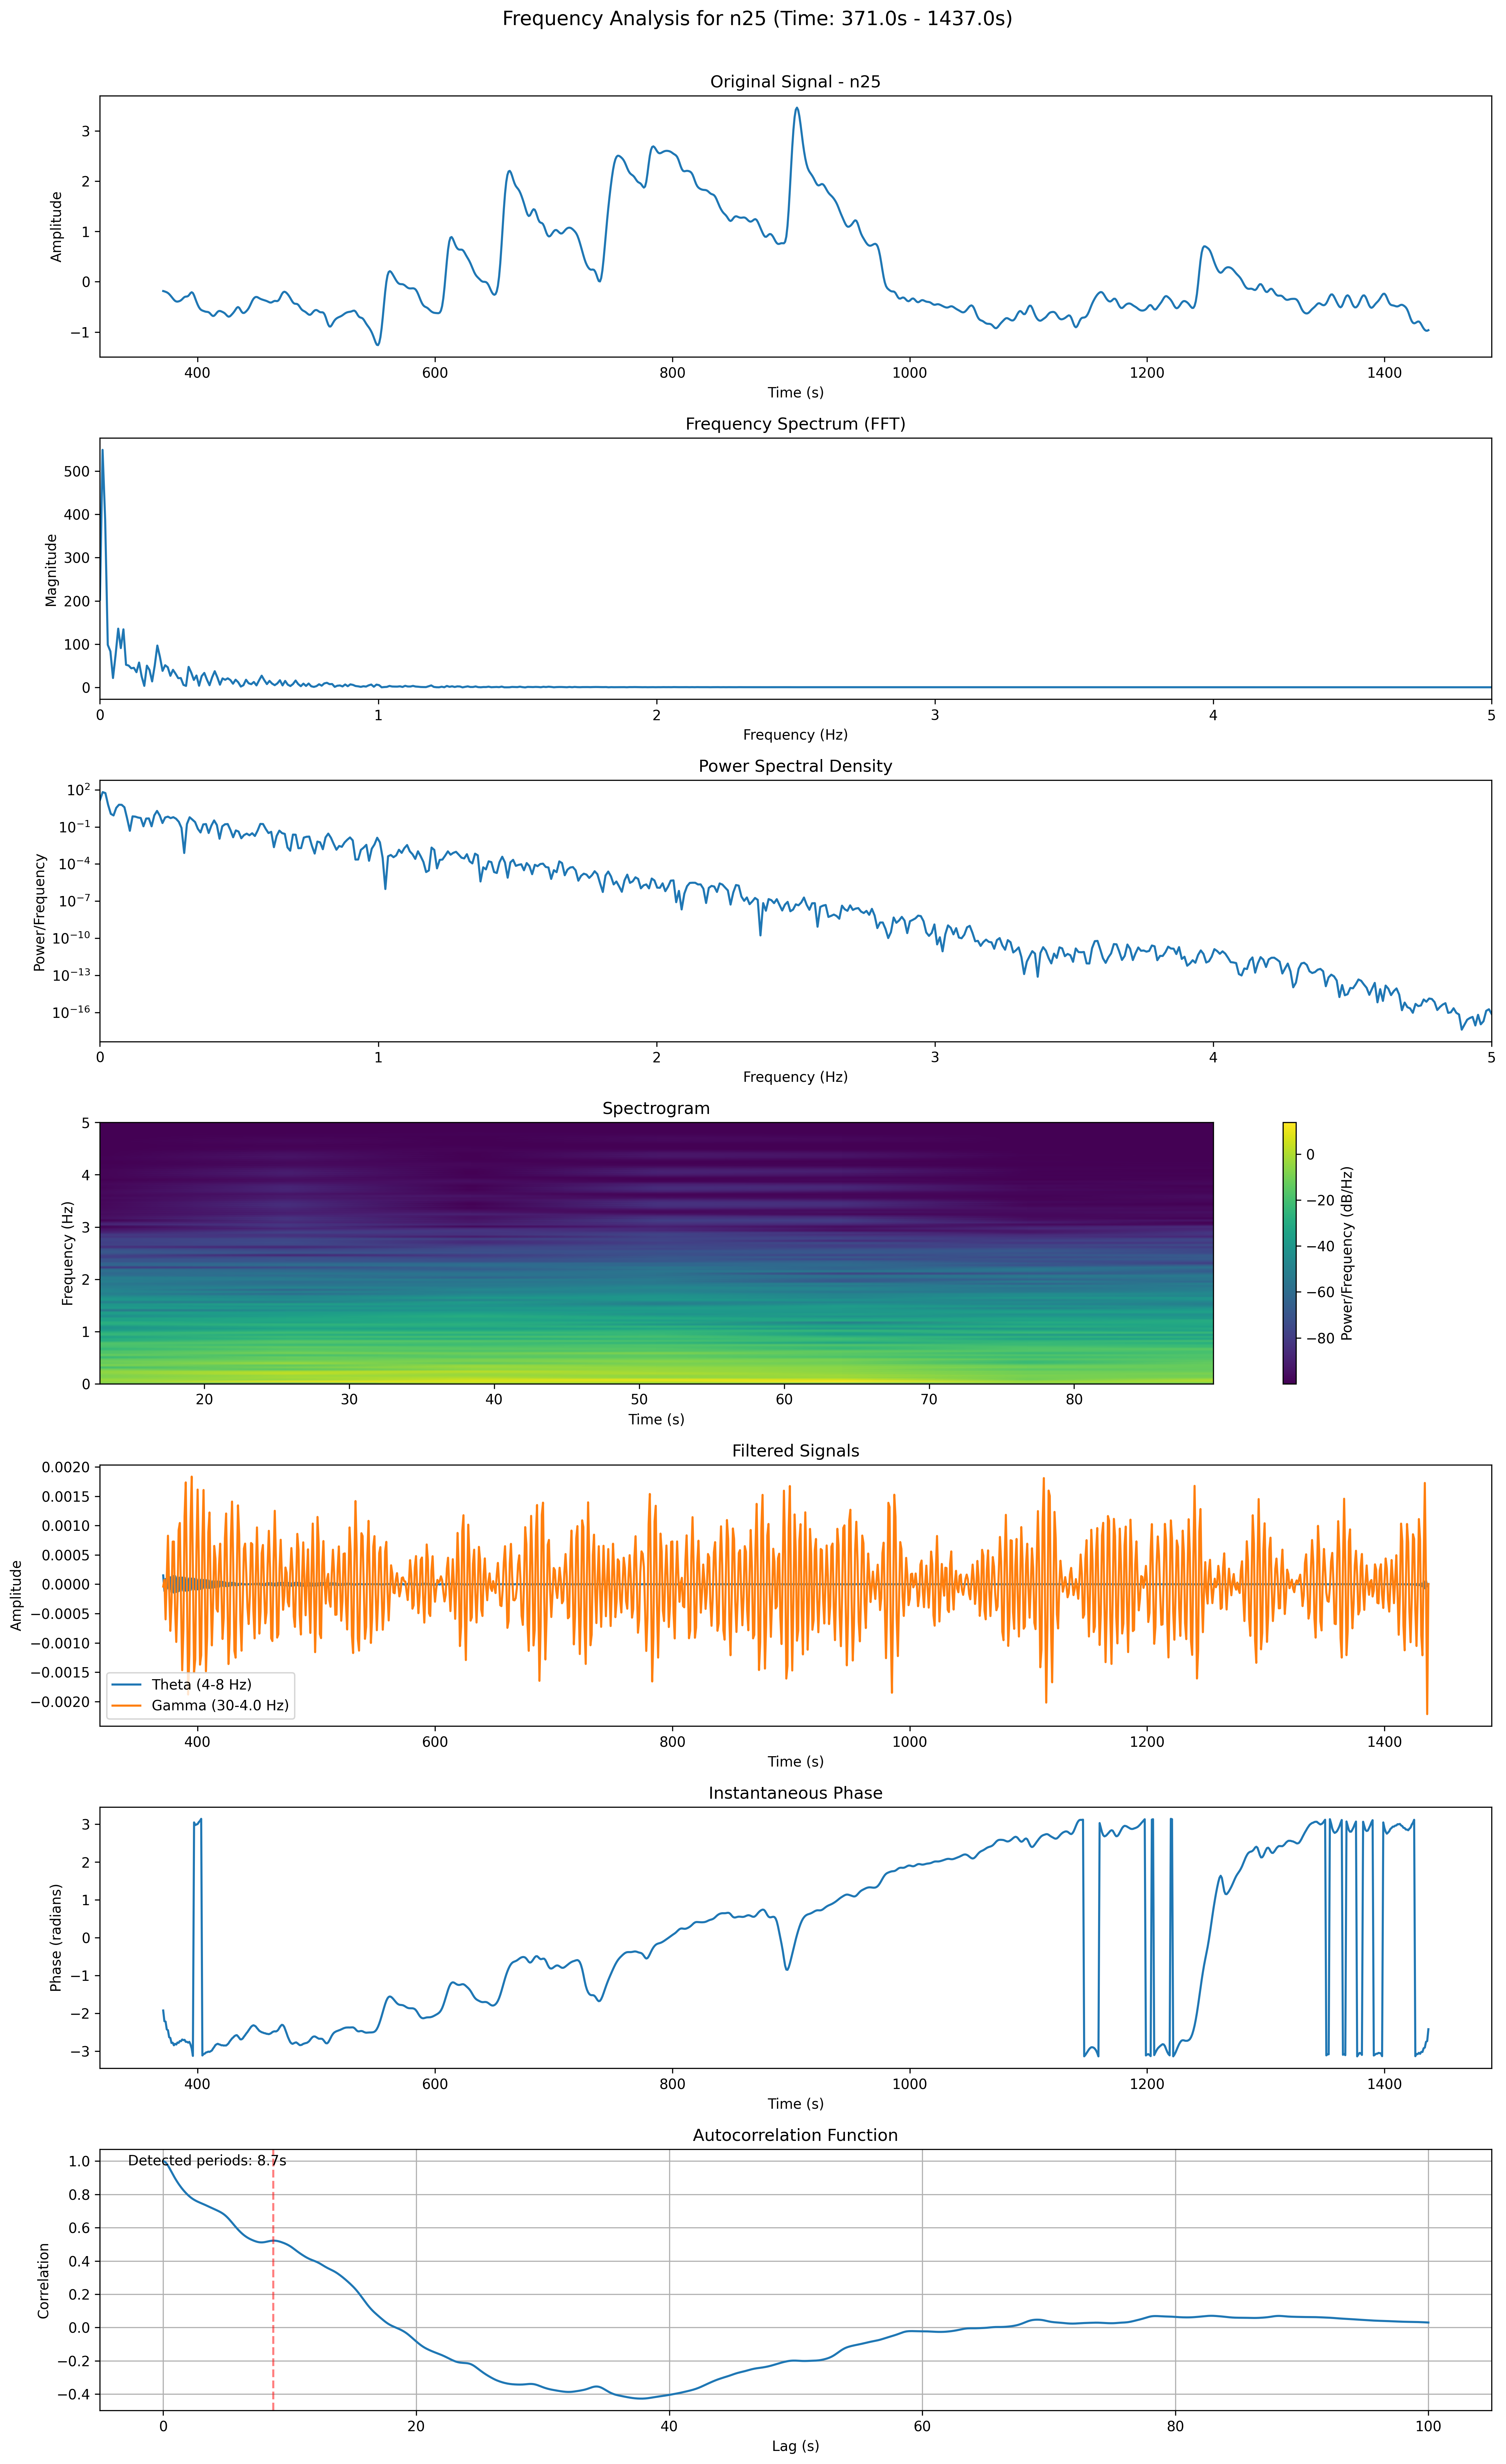 Frequency Analysis for n25 (Time: 371.0s - 1437.0s)
Original Signal - n25
3
2
1
0
−1
Amplitude
400 600 800 1000 1200 1400
Time (s)
Frequency Spectrum (FFT)
500
400
300
200
100
0
Magnitude
0 1 2 3 4 5
Frequency (Hz)
Power Spectral Density
10²
10⁻¹
10⁻⁴
10⁻⁷
10⁻¹⁰
10⁻¹³
10⁻¹⁶
Power/Frequency
0 1 2 3 4 5
Frequency (Hz)
Spectrogram
5
4
3
2
1
0
Frequency (Hz)
20 30 40 50 60 70 80
Time (s)
0
−20
−40
−60
−80
Power/Frequency (dB/Hz)
Filtered Signals
0.0020
0.0015
0.0010
0.0005
0.0000
−0.0005
−0.0010
−0.0015
−0.0020
Amplitude
Theta (4-8 Hz)
Gamma (30-4.0 Hz)
400 600 800 1000 1200 1400
Time (s)
Instantaneous Phase
3
2
1
0
−1
−2
−3
Phase (radians)
400 600 800 1000 1200 1400
Time (s)
Autocorrelation Function
Detected periods: 8.7s
1.0
0.8
0.6
0.4
0.2
0.0
−0.2
−0.4
Correlation
0 20 40 60 80 100
Lag (s)